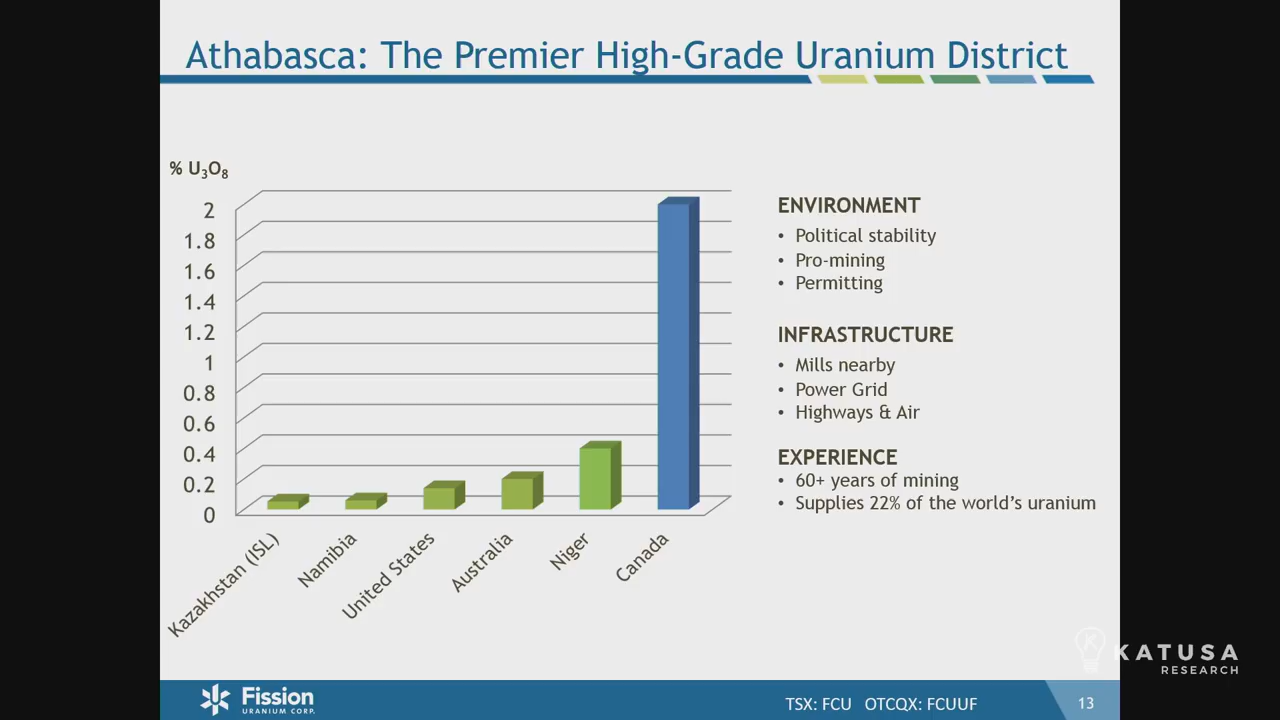 Athabasca: The Premier High-Grade Uranium District
% U₃O₈
2
1.8
1.6
1.4
1.2
1
0.8
0.6
0.4
0.2
0
Kazakhstan (ISL)
Namibia
United States
Australia
Niger
Canada
ENVIRONMENT
• Political stability
• Pro-mining
• Permitting
INFRASTRUCTURE
• Mills nearby
• Power Grid
• Highways & Air
EXPERIENCE
• 60+ years of mining
• Supplies 22% of the world’s uranium
KATUSA
RESEARCH
Fission
URANIUM CORP.
TSX: FCU OTCQX: FCUUF
13